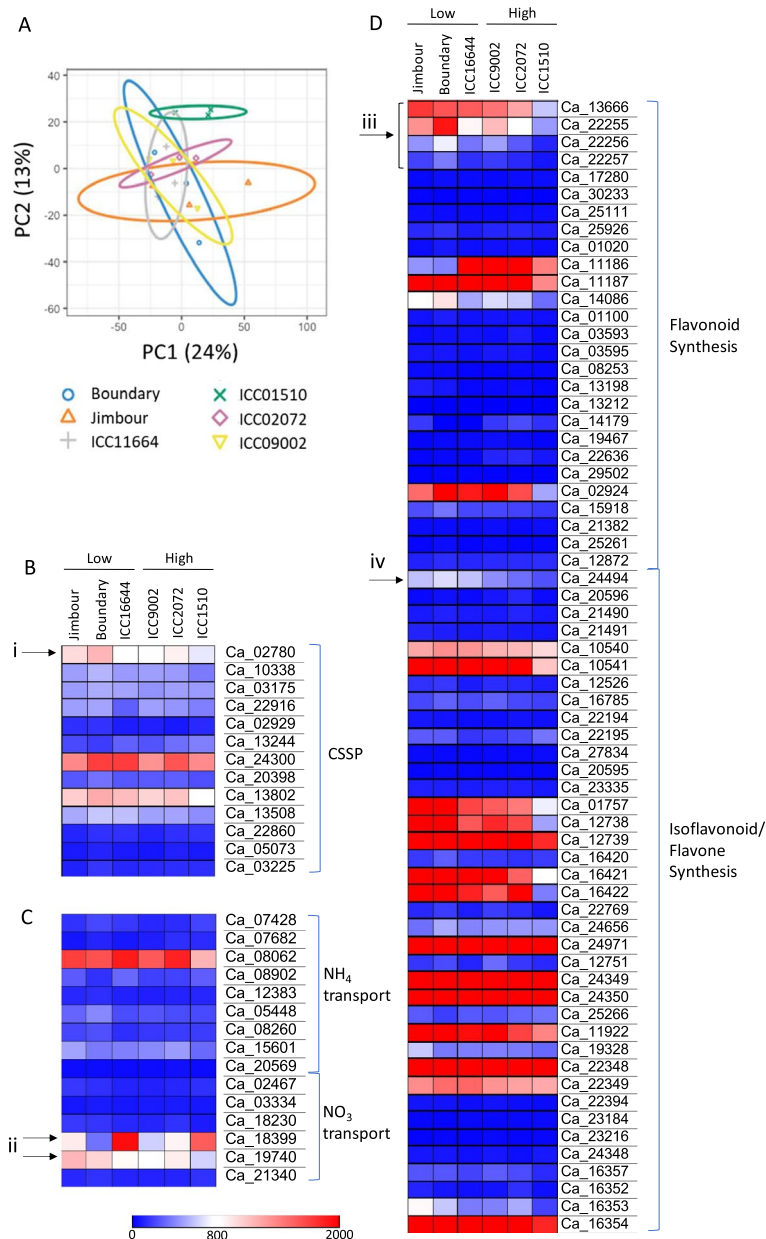 A
40
20
0
-20
-40
-60
-50
0
50
100
PC2 (13%)
PC1 (24%)
Boundary
Jimbour
ICC11664
ICC01510
ICC02072
ICC09002
B
Low
High
Jimbour
Boundary
ICC16644
ICC9002
ICC2072
ICC1510
i
Ca_02780
Ca_10338
Ca_03175
Ca_22916
Ca_02929
Ca_13244
Ca_24300
Ca_20398
Ca_13802
Ca_13508
Ca_22860
Ca_05073
Ca_03225
CSSP
C
Ca_07428
Ca_07682
Ca_08062
Ca_08902
Ca_12383
Ca_05448
Ca_08260
Ca_15601
Ca_20569
Ca_02467
Ca_03334
Ca_18230
Ca_18399
Ca_19740
Ca_21340
ii
NH4
transport
NO3
transport
0
800
2000
D
Low
High
Jimbour
Boundary
ICC16644
ICC9002
ICC2072
ICC1510
iii
Ca_13666
Ca_22255
Ca_22256
Ca_22257
Ca_17280
Ca_30233
Ca_25111
Ca_25926
Ca_01020
Ca_11186
Ca_11187
Ca_14086
Ca_01100
Ca_03593
Ca_03595
Ca_08253
Ca_13198
Ca_13212
Ca_14179
Ca_19467
Ca_22636
Ca_29502
Ca_02924
Ca_15918
Ca_21382
Ca_25261
Ca_12872
Flavonoid
Synthesis
iv
Ca_24494
Ca_20596
Ca_21490
Ca_21491
Ca_10540
Ca_10541
Ca_12526
Ca_16785
Ca_22194
Ca_22195
Ca_27834
Ca_20595
Ca_23335
Ca_01757
Ca_12738
Ca_12739
Ca_16420
Ca_16421
Ca_16422
Ca_22769
Ca_24656
Ca_24971
Ca_12751
Ca_24349
Ca_24350
Ca_25266
Ca_11922
Ca_19328
Ca_22348
Ca_22349
Ca_22394
Ca_23184
Ca_23216
Ca_24348
Ca_16357
Ca_16352
Ca_16353
Ca_16354
Isoflavonoid/
Flavone
Synthesis